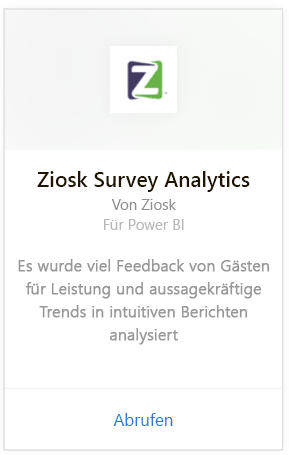 Z
Ziosk Survey Analytics
Von Ziosk
Für Power BI
Es wurde viel Feedback von Gästen
für Leistung und aussagekräftige
Trends in intuitiven Berichten
analysiert
Abrufen